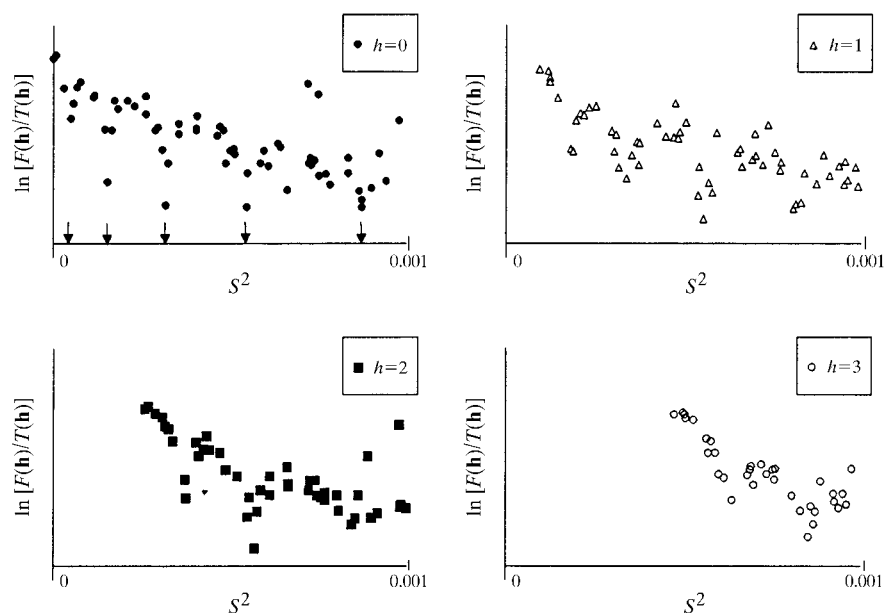 h=0
ln [F(h)/T(h)]
0
0.001
S²
h=1
ln [F(h)/T(h)]
0
0.001
S²
h=2
ln [F(h)/T(h)]
0
0.001
S²
h=3
ln [F(h)/T(h)]
0
0.001
S²